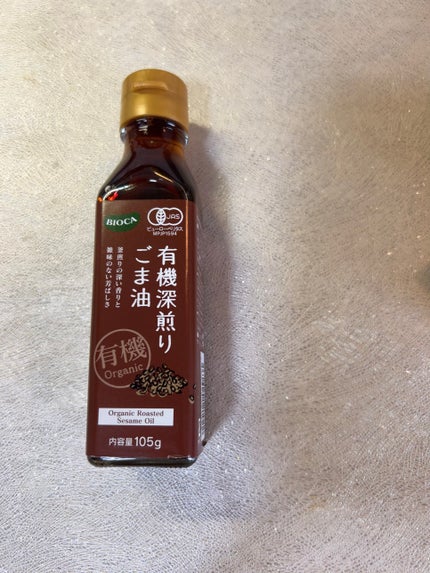 BIOCA
JAS
ビューローベリタス
有機深煎り
ごま油
釜煎りの深い香りと
雑味のない芳ばしさ
有機
Organic
Organic Roasted
Sesame Oil
内容量105g